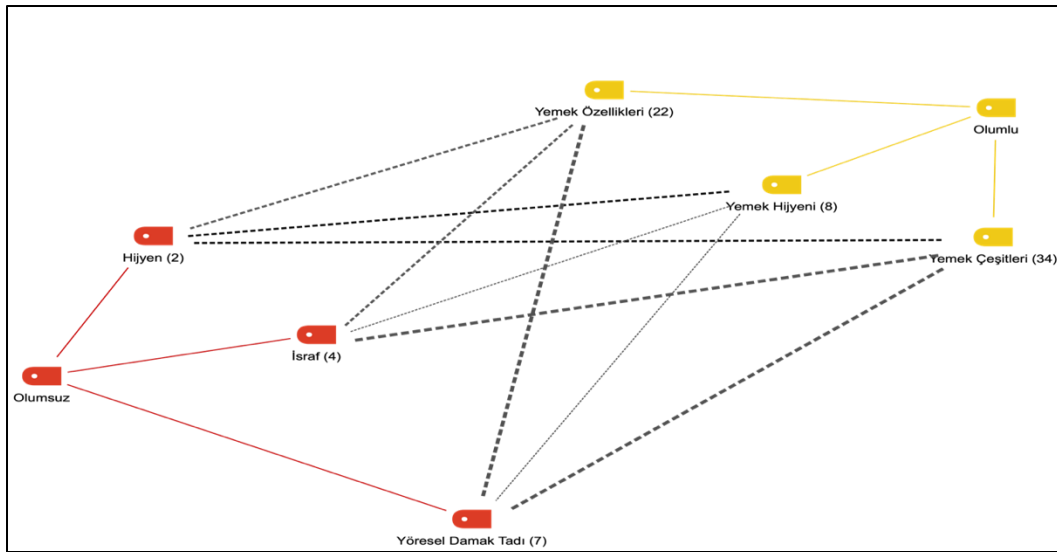 Yemek Özellikleri (22)
Olumlu
Yemek Hijyeni (8)
Hijyen (2)
Yemek Çeşitleri (34)
İsraf (4)
Olumsuz
Yöresel Damak Tadı (7)